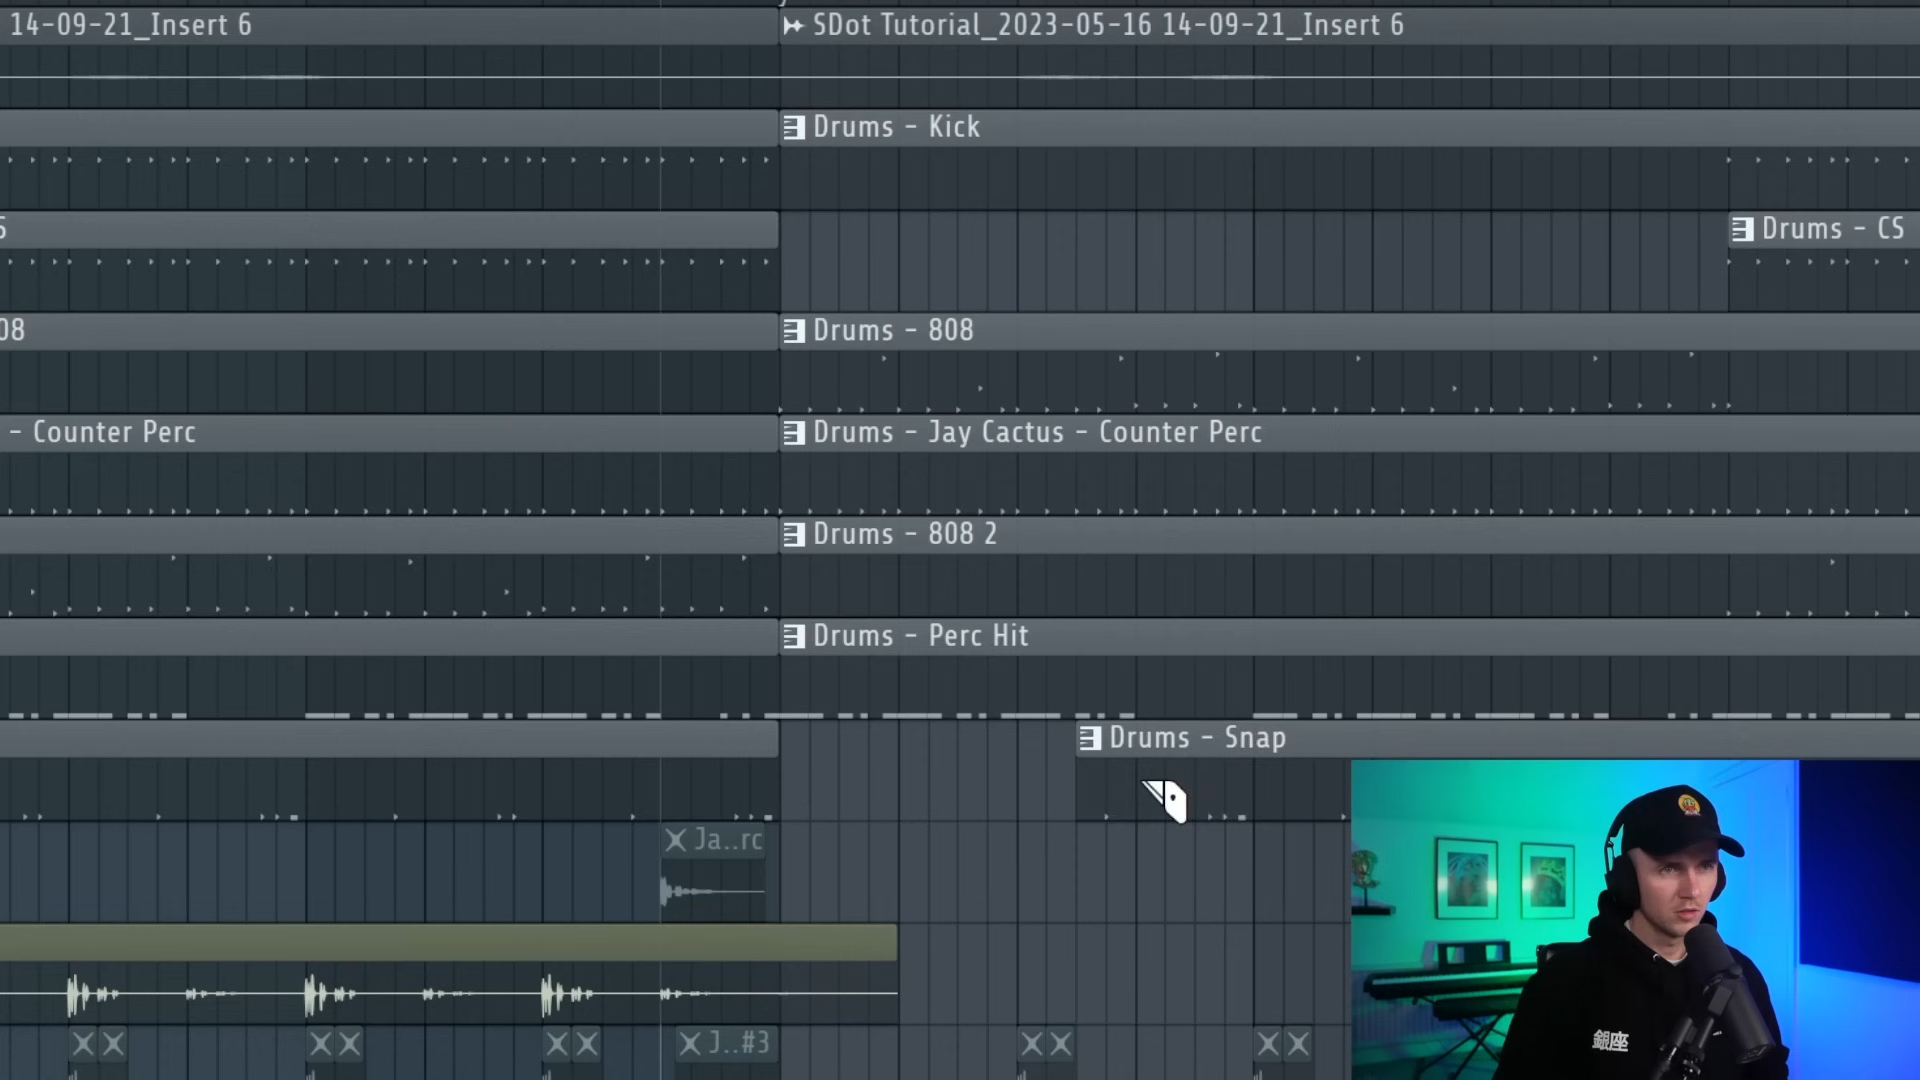 14-09-21_Insert 6
SDot Tutorial_2023-05-16 14-09-21_Insert 6
Drums - Kick
Drums - CS
08
Drums - 808
- Counter Perc
Drums - Jay Cactus - Counter Perc
Drums - 808 2
Drums - Perc Hit
Drums - Snap
Ja..rc
J..#3
銀座